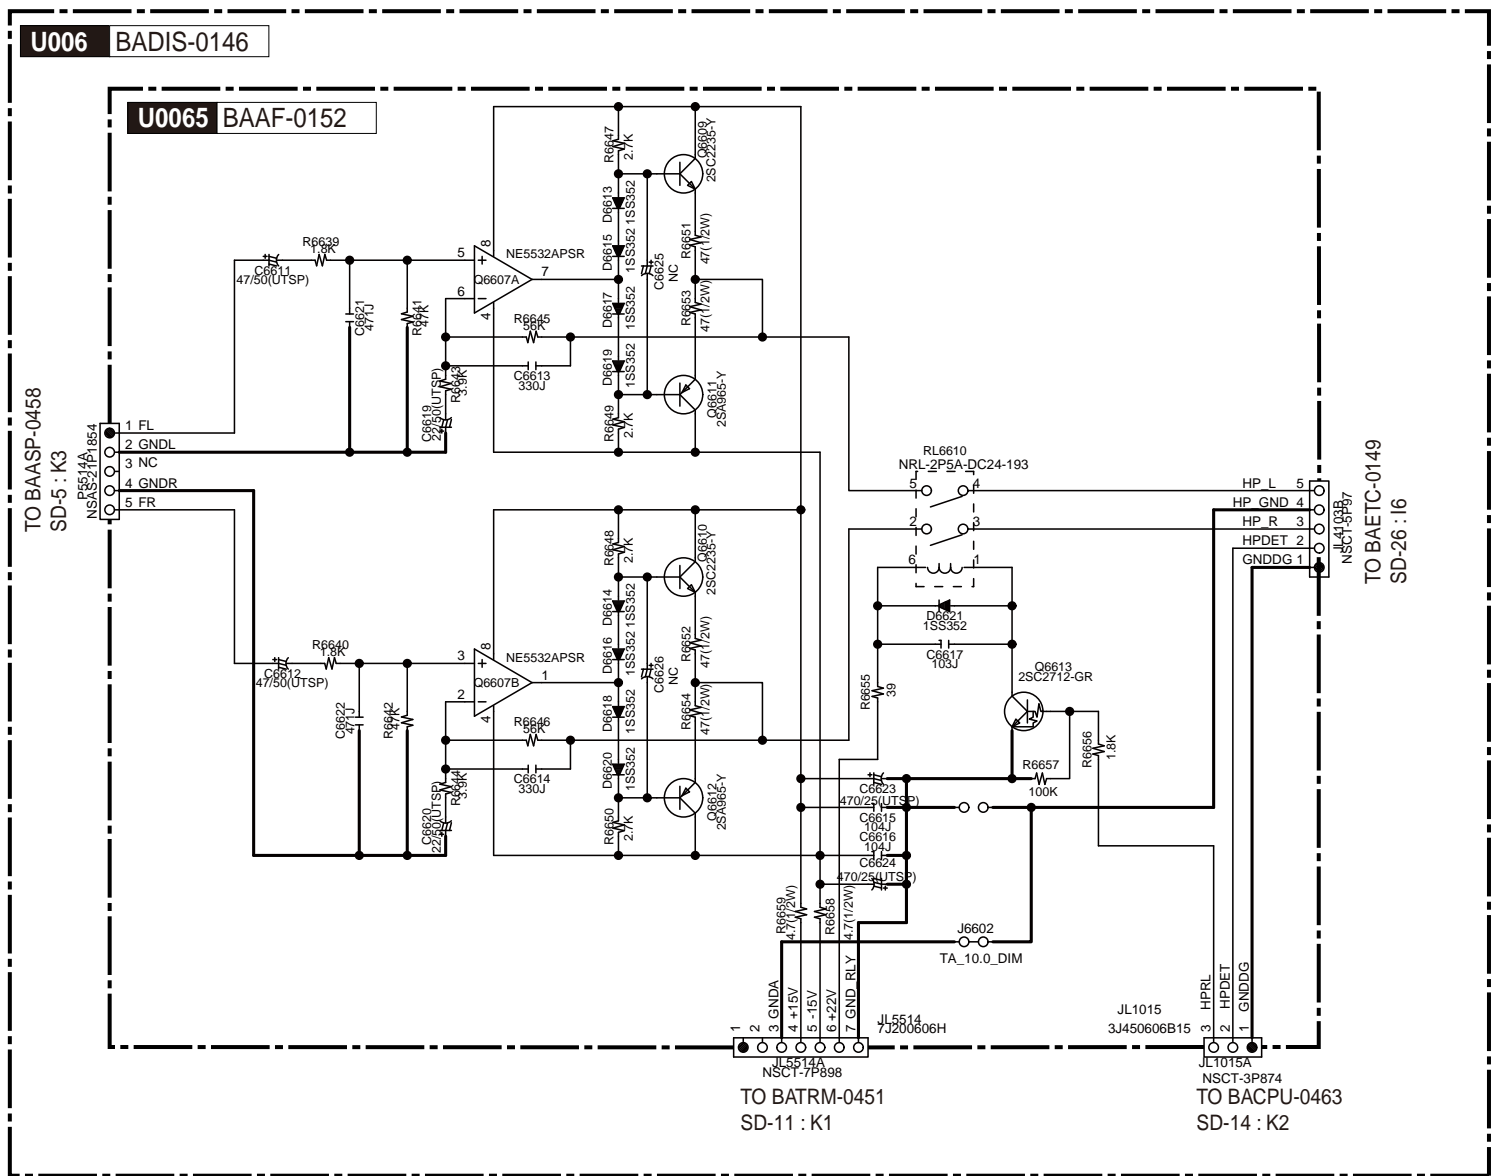 U006 BADIS-0146
U0065 BAAF-0152
R6647
2.7K
Q6609
2SC2235-Y
D6613
1SS352
D6615
1SS352
R6651
47(1/2W)
C6625
NC
R6639
1.8K
C6611
47/50(UTSP)
5
+
8
NE5532APSR
Q6607A
7
6
−
4
C6621
471J
R6641
47K
D6617
1SS352
R6653
47(1/2W)
R6645
56K
C6613
330J
D6619
1SS352
R6643
3.9K
C6619
22/50(UTSP)
R6649
2.7K
Q6611
2SA965-Y
TO BAASP-0458
SD-5 : K3
P5514A
NSAS-21P1854
1 FL
2 GNDL
3 NC
4 GNDR
5 FR
RL6610
NRL-2P5A-DC24-193
5
4
2
3
6
1
HP_L 5
HP_GND 4
HP_R 3
HPDET 2
GNDDG 1
JL4103B
NSCT-5P97
TO BAETC-0149
SD-26 : I6
R6648
2.7K
Q6610
2SC2235-Y
D6614
1SS352
D6616
1SS352
R6652
47(1/2W)
C6626
NC
D6621
1SS352
C6617
103J
R6655
39
Q6613
2SC2712-GR
R6640
1.8K
C6612
47/50(UTSP)
3
+
8
NE5532APSR
Q6607B
1
2
−
4
C6622
471J
R6642
47K
D6618
1SS352
R6654
47(1/2W)
R6646
56K
C6614
330J
D6620
1SS352
R6644
3.9K
C6620
22/50(UTSP)
R6650
2.7K
Q6612
2SA965-Y
R6656
1.8K
R6657
100K
C6623
470/25(UTSP)
C6615
104J
C6616
104J
C6624
470/25(UTSP)
R6659
4.7(1/2W)
R6658
4.7(1/2W)
J6602
TA_10.0_DIM
1
2
3 GNDA
4 +15V
5 -15V
6 +22V
7 GND_RLY
JL5514
7J200606H
JL5514A
NSCT-7P898
TO BATRM-0451
SD-11 : K1
JL1015
3J450606B15
3 HPRL
2 HPDET
1 GNDDG
JL1015A
NSCT-3P874
TO BACPU-0463
SD-14 : K2